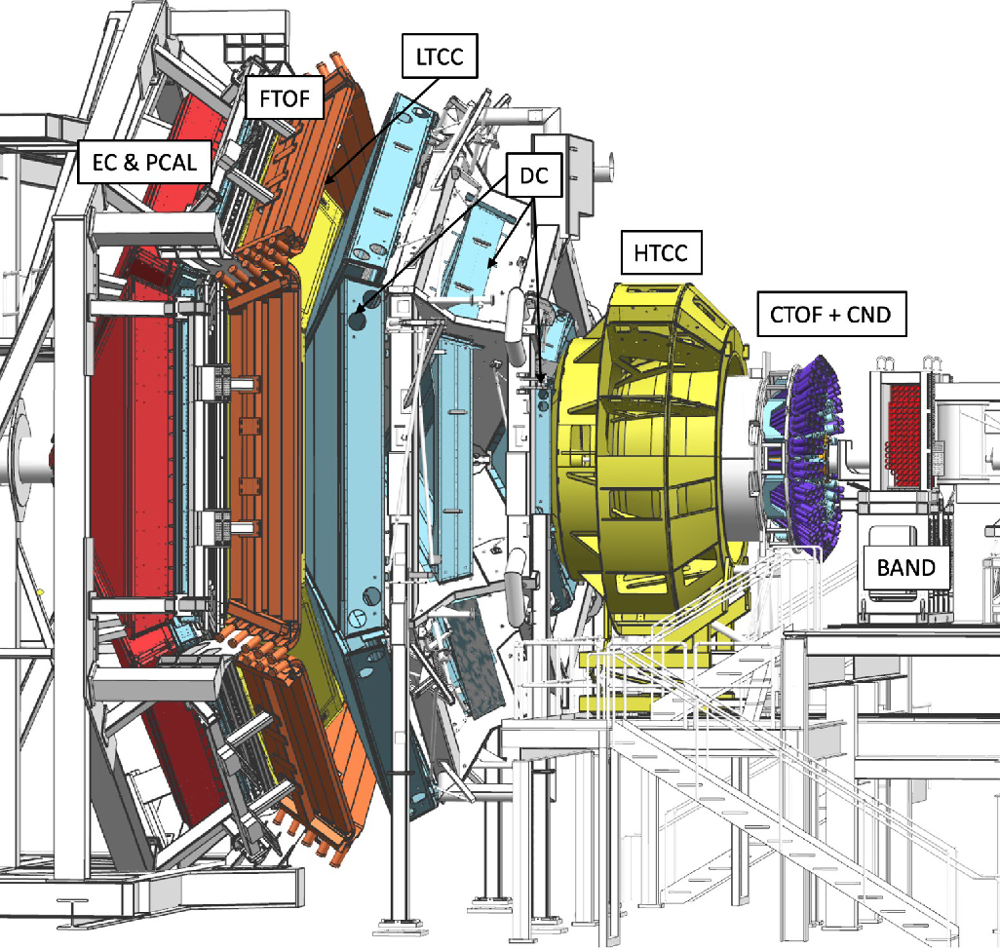 LTCC
FTOF
EC & PCAL
DC
HTCC
CTOF + CND
BAND